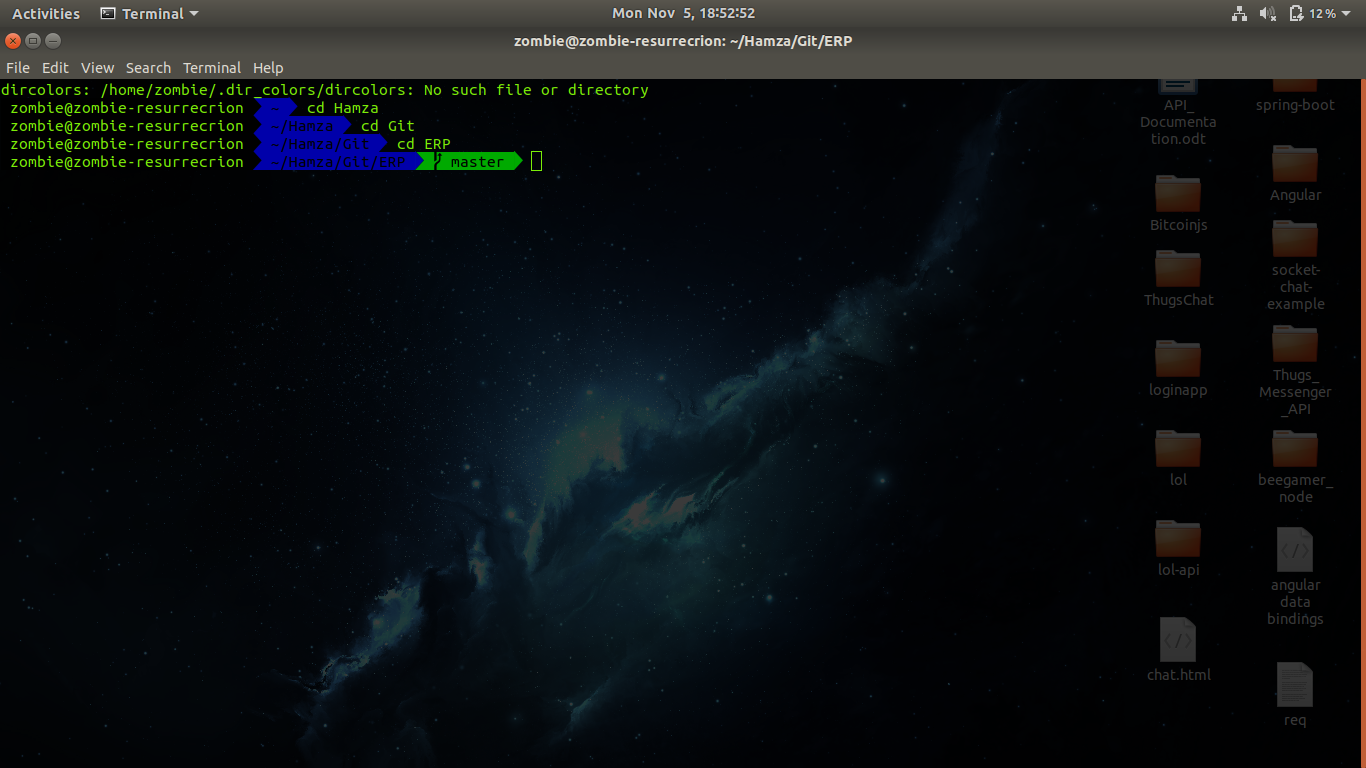 Activities Terminal Mon Nov 5, 18:52:52 12%
zombie@zombie-resurrecrion: ~/Hamza/Git/ERP
File Edit View Search Terminal Help
dircolors: /home/zombie/.dir_colors/dircolors: No such file or directory
zombie@zombie-resurrecrion ~ cd Hamza
zombie@zombie-resurrecrion ~/Hamza cd Git
zombie@zombie-resurrecrion ~/Hamza/Git cd ERP
zombie@zombie-resurrecrion ~/Hamza/Git/ERP master
API_
Documenta
tion.odt
spring-boot
Bitcoinjs
Angular
ThugsChat
socket-
chat-
example
loginapp
Thugs_
Messenger
_API
lol
beegamer_
node
lol-api
angular
data
bindings
chat.html
req